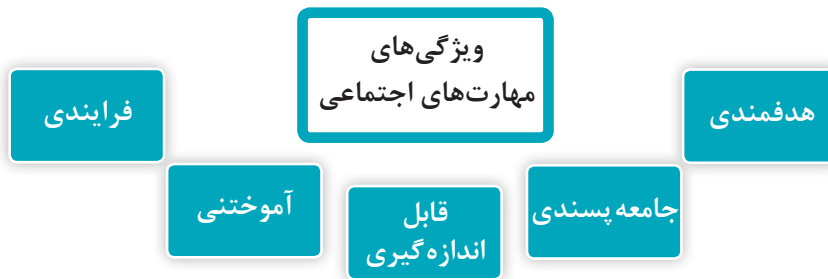 ویژگی‌های
مهارت‌های اجتماعی
هدفمندی
جامعه پسندی
قابل
اندازه‌گیری
آموختنی
فرایندی